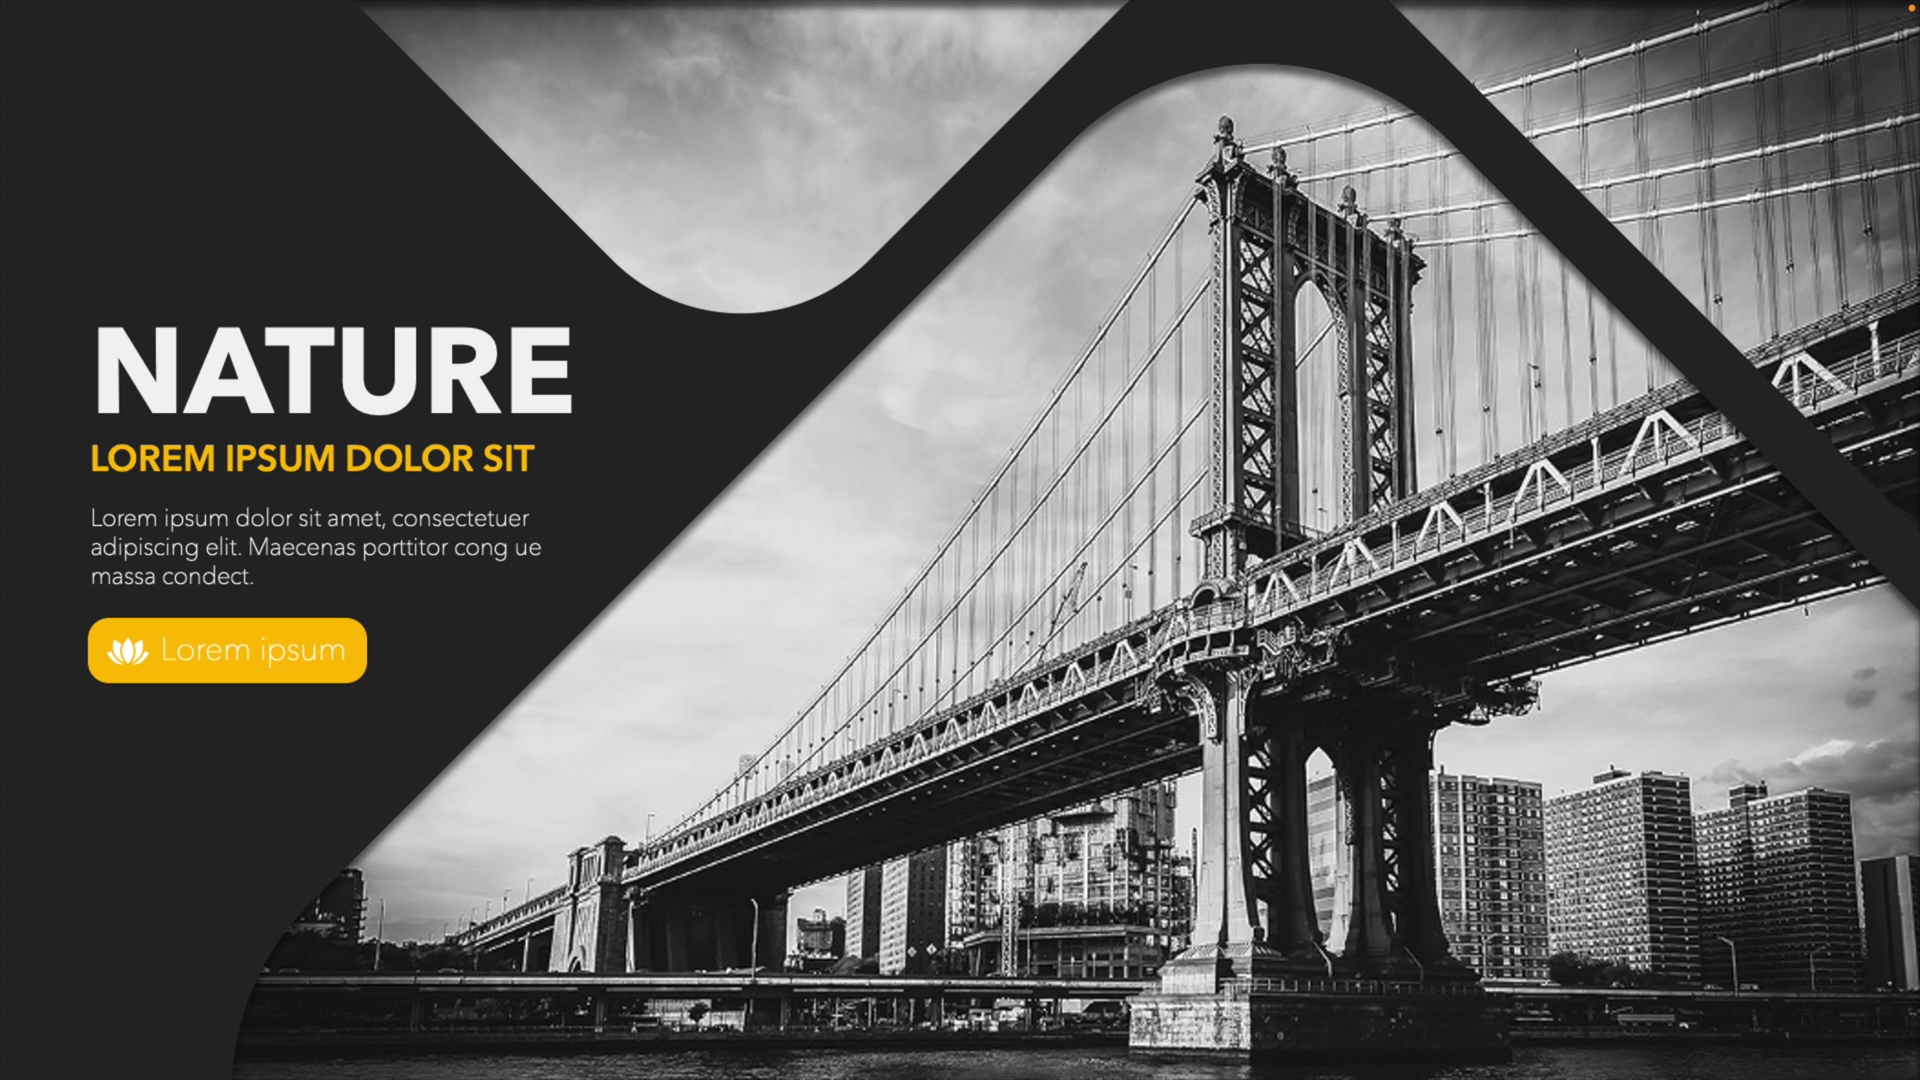 NATURE
LOREM IPSUM DOLOR SIT
Lorem ipsum dolor sit amet, consectetuer
adipiscing elit. Maecenas porttitor cong ue
massa condect.
Lorem ipsum